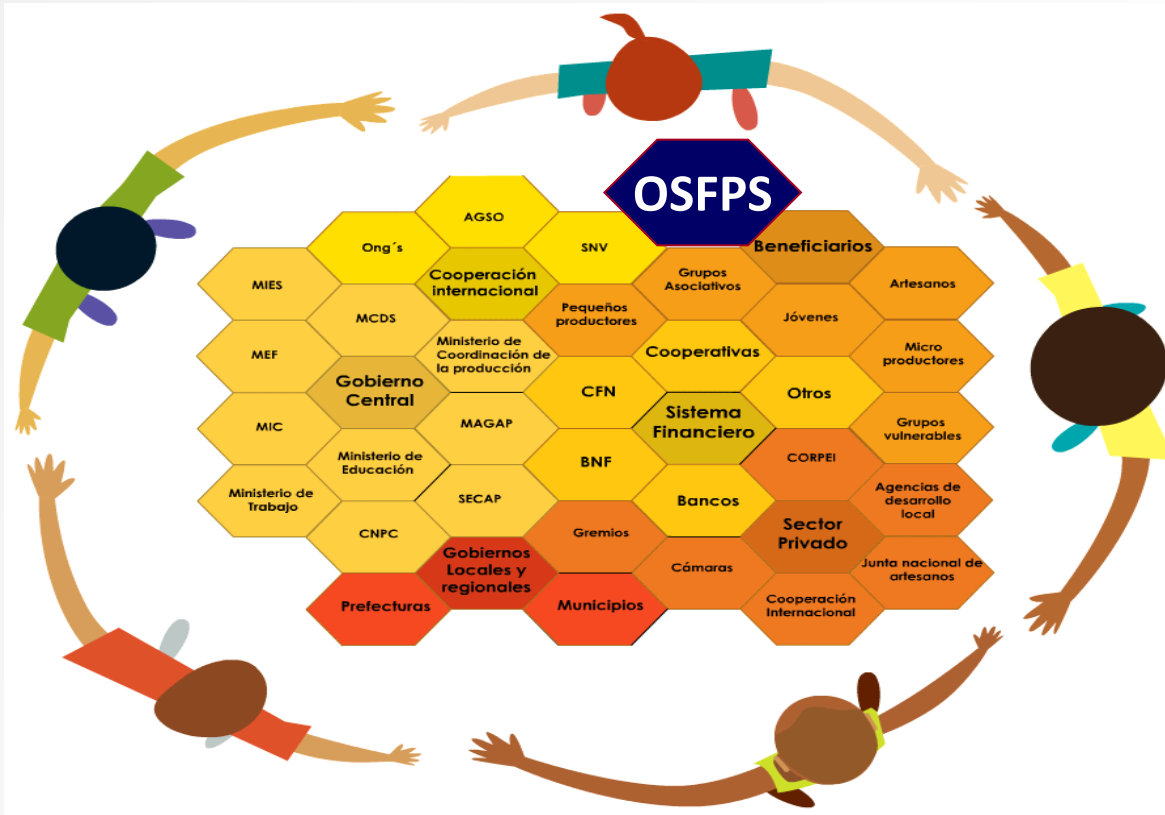 OSFPS
AGSO
Ong´s
SNV
Beneficiarios
MIES
Cooperación
internacional
Grupos
Asociativos
Artesanos
MCDS
Pequeños
productores
Jóvenes
MEF
Ministerio de
Coordinación de
la producción
Cooperativas
Micro
productores
Gobierno
Central
CFN
Otros
MIC
MAGAP
Sistema
Financiero
Grupos
vulnerables
Ministerio de
Educación
BNF
CORPEI
Ministerio de
Trabajo
SECAP
Bancos
Agencias de
desarrollo
local
CNPC
Gremios
Sector
Privado
Gobiernos
Locales y
regionales
Cámaras
Junta nacional de
artesanos
Prefecturas
Municipios
Cooperación
Internacional